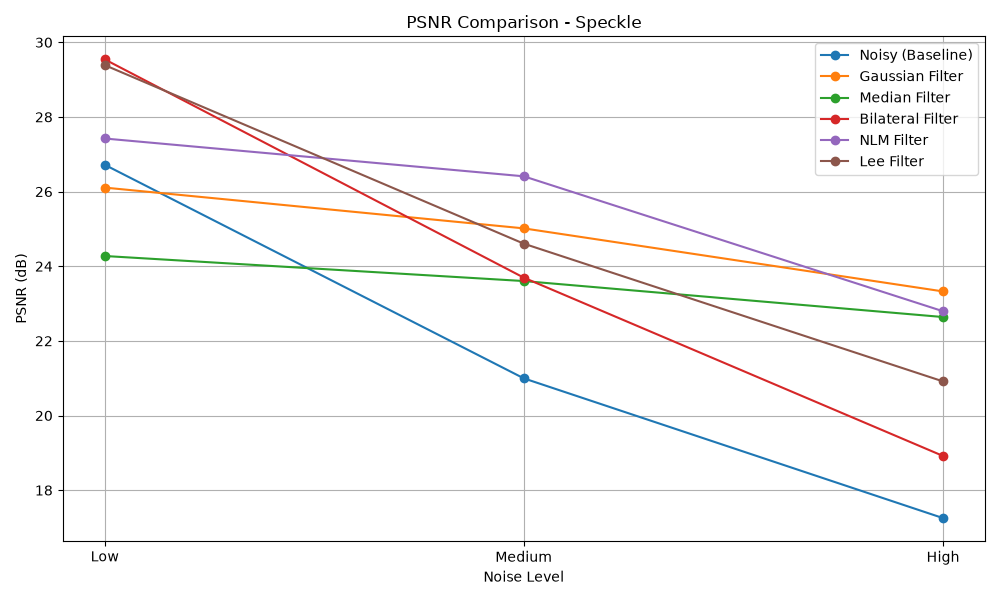 PSNR Comparison - Speckle
PSNR (dB)
30
28
26
24
22
20
18
Noisy (Baseline)
Gaussian Filter
Median Filter
Bilateral Filter
NLM Filter
Lee Filter
Low
Medium
High
Noise Level